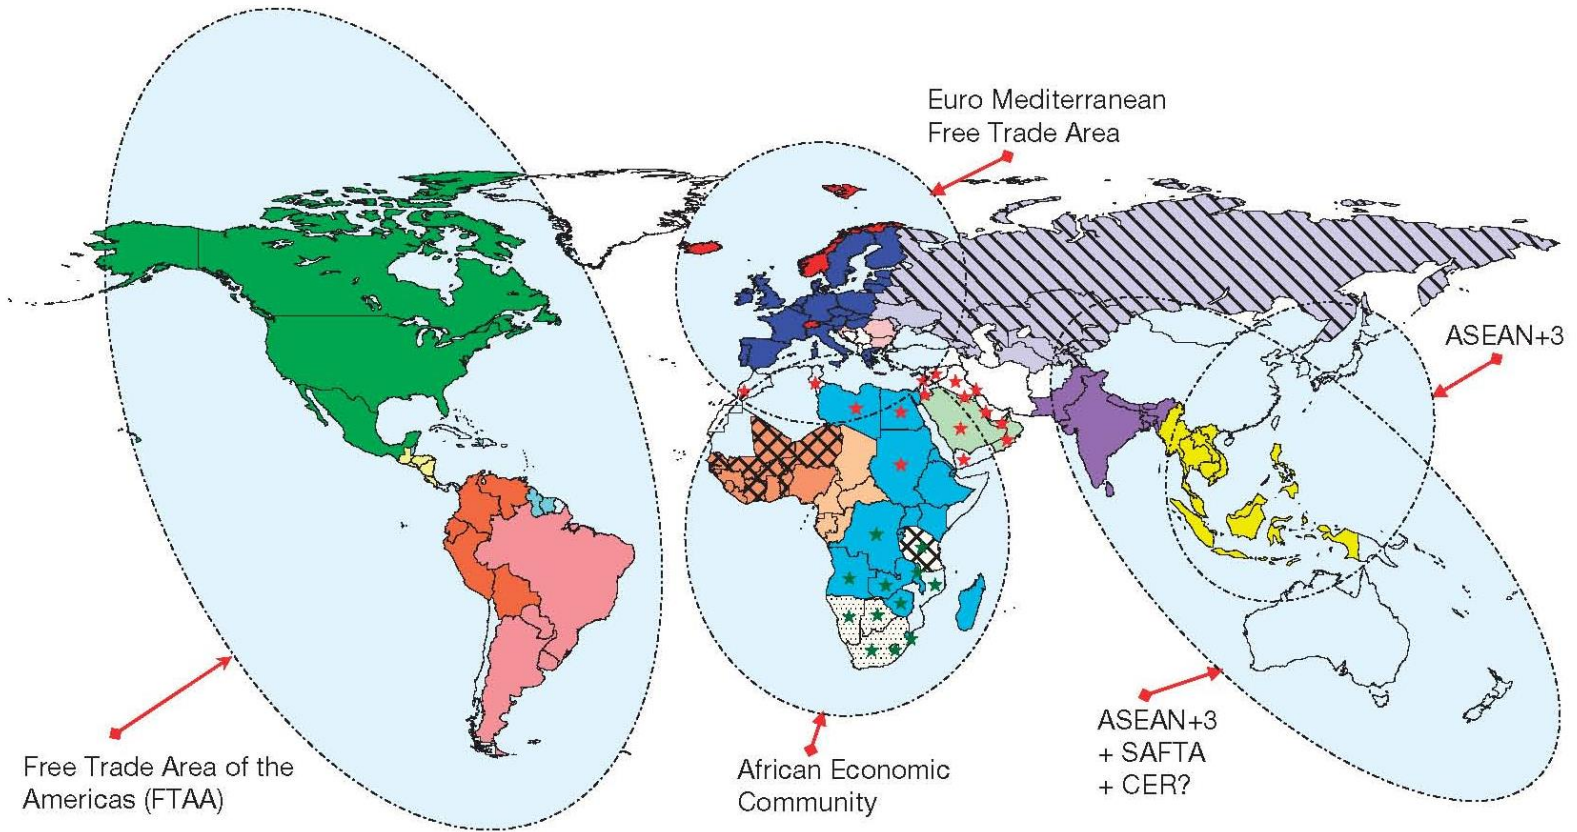 Euro Mediterranean
Free Trade Area
ASEAN+3
Free Trade Area of the
Americas (FTAA)
African Economic
Community
ASEAN+3
+ SAFTA
+ CER?